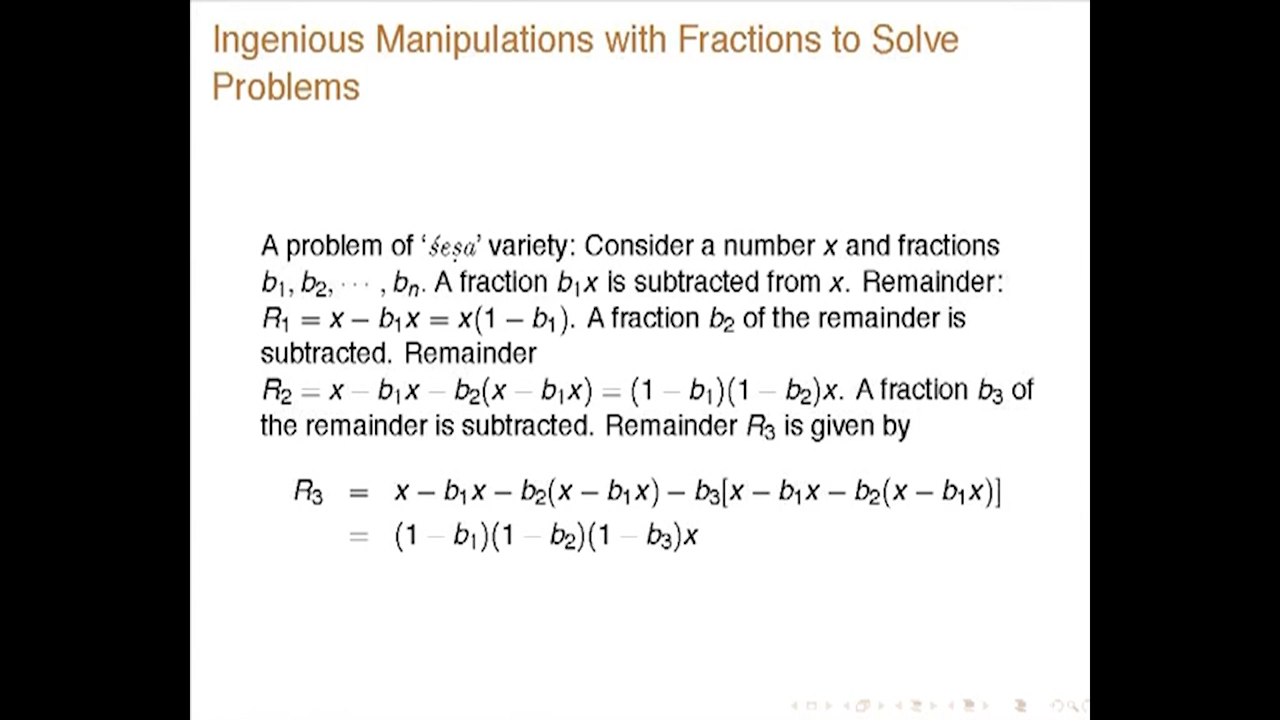 Ingenious Manipulations with Fractions to Solve
Problems
A problem of ‘śeṣa’ variety: Consider a number x and fractions
b₁, b₂, ⋯ , bₙ. A fraction b₁x is subtracted from x. Remainder:
R₁ = x − b₁x = x(1 − b₁). A fraction b₂ of the remainder is
subtracted. Remainder
R₂ = x − b₁x − b₂(x − b₁x) = (1 − b₁)(1 − b₂)x. A fraction b₃ of
the remainder is subtracted. Remainder R₃ is given by
R₃ = x − b₁x − b₂(x − b₁x) − b₃[x − b₁x − b₂(x − b₁x)]
= (1 − b₁)(1 − b₂)(1 − b₃)x